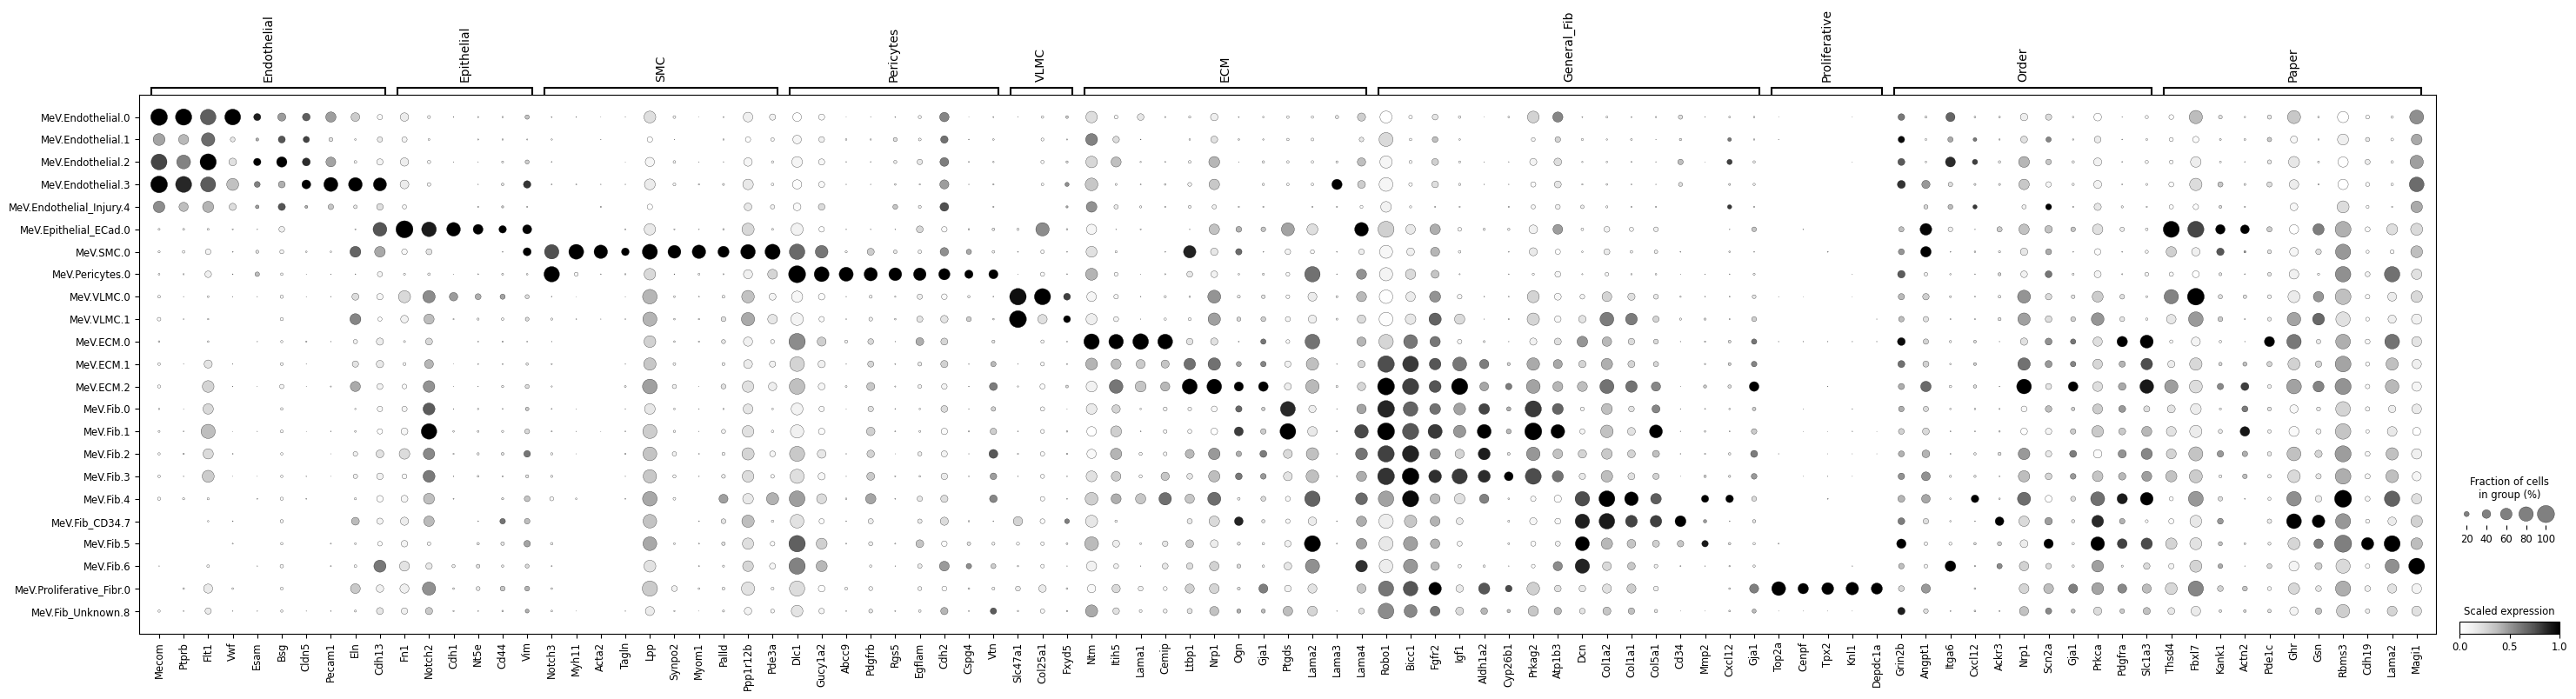 Endothelial
Epithelial
SMC
Pericytes
VLMC
ECM
General_Fib
Proliferative
Order
Paper
MeV.Endothelial.0
MeV.Endothelial.1
MeV.Endothelial.2
MeV.Endothelial.3
MeV.Endothelial_Injury.4
MeV.Epithelial_ECad.0
MeV.SMC.0
MeV.Pericytes.0
MeV.VLMC.0
MeV.VLMC.1
MeV.ECM.0
MeV.ECM.1
MeV.ECM.2
MeV.Fib.0
MeV.Fib.1
MeV.Fib.2
MeV.Fib.3
MeV.Fib.4
MeV.Fib_CD34.7
MeV.Fib.5
MeV.Fib.6
MeV.Proliferative_Fibr.0
MeV.Fib_Unknown.8
Mecom
Ptprb
Flt1
Vwf
Esam
Bsg
Cldn5
Pecam1
Eln
Cdh13
Fn1
Notch2
Cdh1
Nt5e
Cd44
Vim
Notch3
Myh11
Acta2
Tagln
Lpp
Synpo2
Myom1
Palld
Ppp1r12b
Pde3a
Dlc1
Gucy1a2
Abcc9
Pdgfrb
Rgs5
Egflam
Cdh2
Cspg4
Vtn
Slc47a1
Col25a1
Fxyd5
Ntm
Itih5
Lama1
Cemip
Ltbp1
Nrp1
Ogn
Gja1
Ptgds
Lama2
Lama3
Lama4
Robo1
Bicc1
Fgfr2
Igf1
Aldh1a2
Cyp26b1
Prkag2
Atp1b3
Dcn
Col1a2
Col1a1
Col5a1
Cd34
Mmp2
Cxcl12
Gja1
Top2a
Cenpf
Tpx2
Knl1
Depdc1a
Grin2b
Angpt1
Itga6
Cxcl12
Ackr3
Nrp1
Scn2a
Gja1
Prkca
Pdgfra
Slc1a3
Thsd4
Fbxl7
Kank1
Actn2
Pde1c
Ghr
Gsn
Rbms3
Cdh19
Lama2
Magi1
Fraction of cells
in group (%)
20 40 60 80 100
Scaled expression
0.0 0.5 1.0